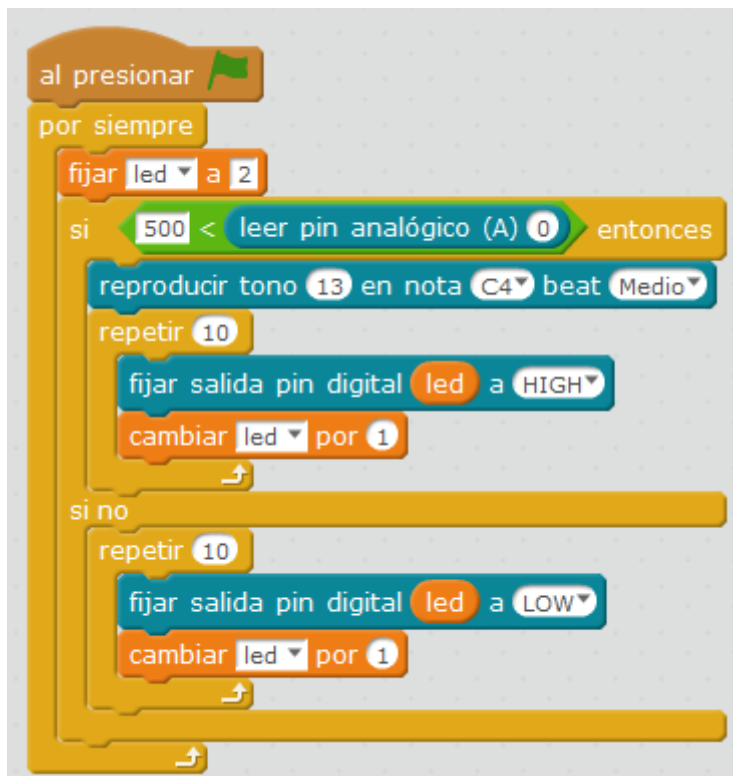 al presionar
por siempre
fijar led a 2
si 500 < leer pin analógico (A) 0 entonces
reproducir tono 13 en nota C4 beat Medio
repetir 10
fijar salida pin digital led a HIGH
cambiar led por 1
si no
repetir 10
fijar salida pin digital led a LOW
cambiar led por 1